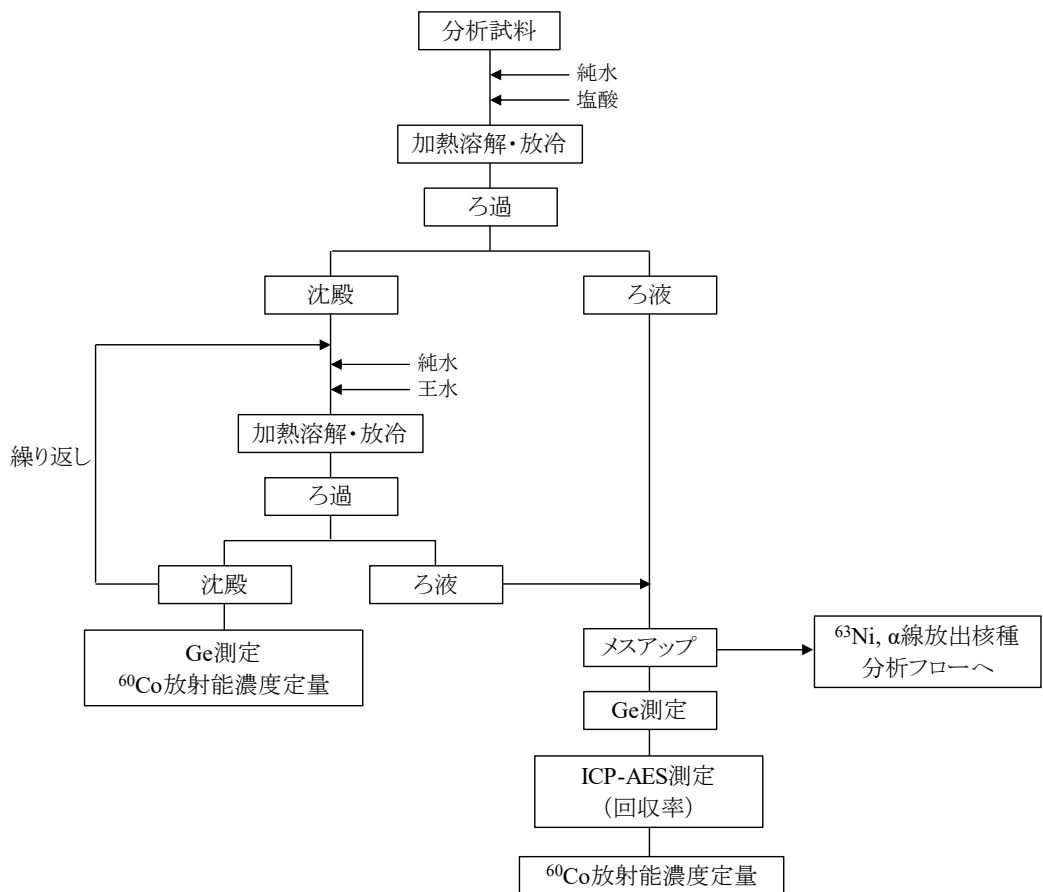 分析試料
純水
塩酸
加熱溶解・放冷
ろ過
沈殿
ろ液
純水
王水
加熱溶解・放冷
繰り返し
ろ過
沈殿
ろ液
Ge測定
⁶⁰Co放射能濃度定量
メスアップ
⁶³Ni, α線放出核種
分析フローへ
Ge測定
ICP-AES測定
（回収率）
⁶⁰Co放射能濃度定量